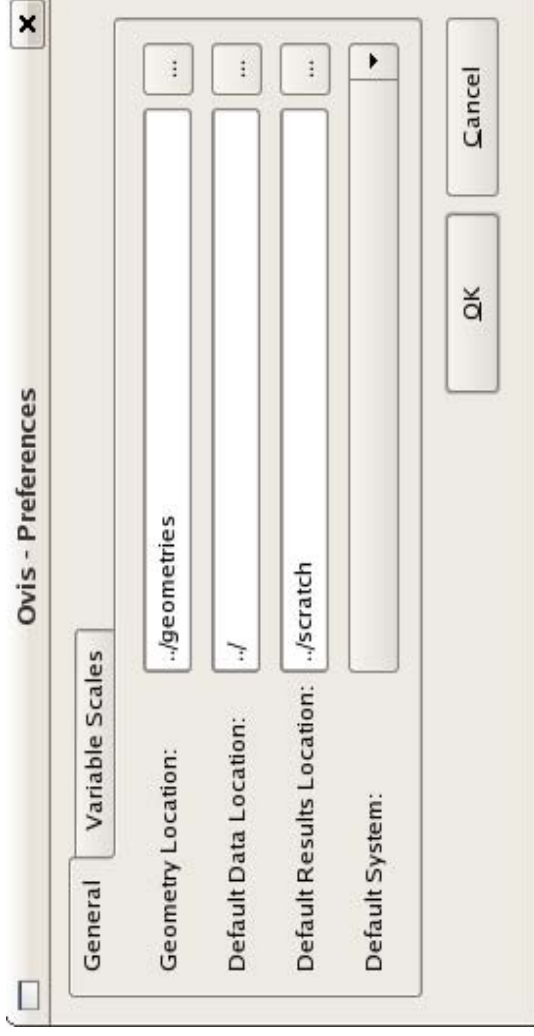 Ovis - Preferences
General
Variable Scales
Geometry Location:
../geometries
...
Default Data Location:
../
...
Default Results Location:
../scratch
...
Default System:
OK
Cancel